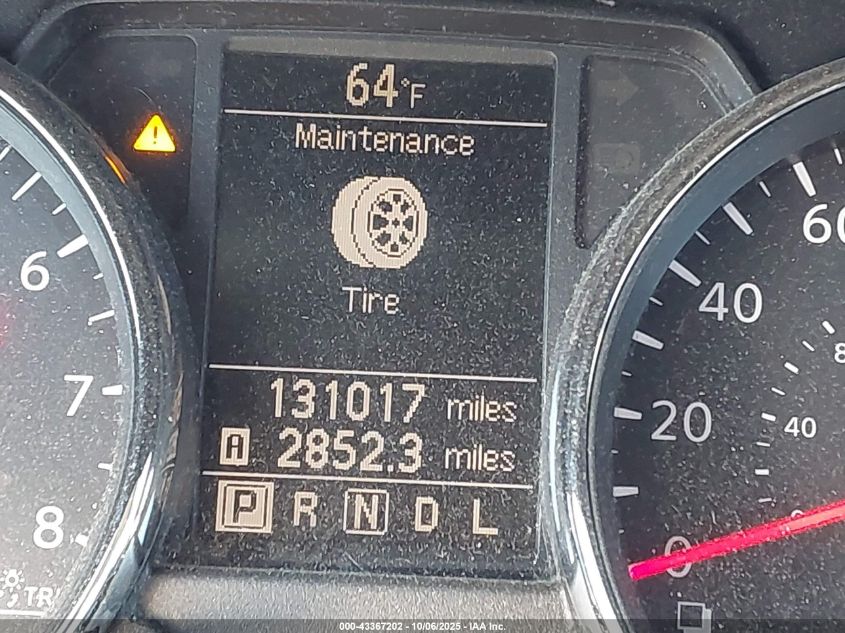 64°F
Maintenance
Tire
131017 miles
A 2852.3 miles
P R N D L
6
7
8
TR
0
20
40
60
40
000-43367202 - 10/06/2025 - IAA Inc.